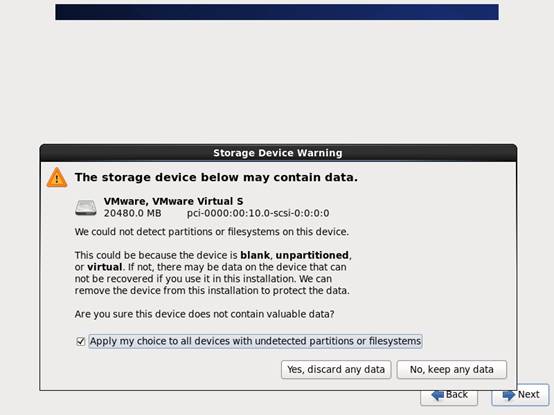 Storage Device Warning
The storage device below may contain data.
VMware, VMware Virtual S
20480.0 MB pci-0000:00:10.0-scsi-0:0:0:0
We could not detect partitions or filesystems on this device.
This could be because the device is blank, unpartitioned,
or virtual. If not, there may be data on the device that can
not be recovered if you use it in this installation. We can
remove the device from this installation to protect the data.
Are you sure this device does not contain valuable data?
Apply my choice to all devices with undetected partitions or filesystems
Yes, discard any data No, keep any data
Back Next